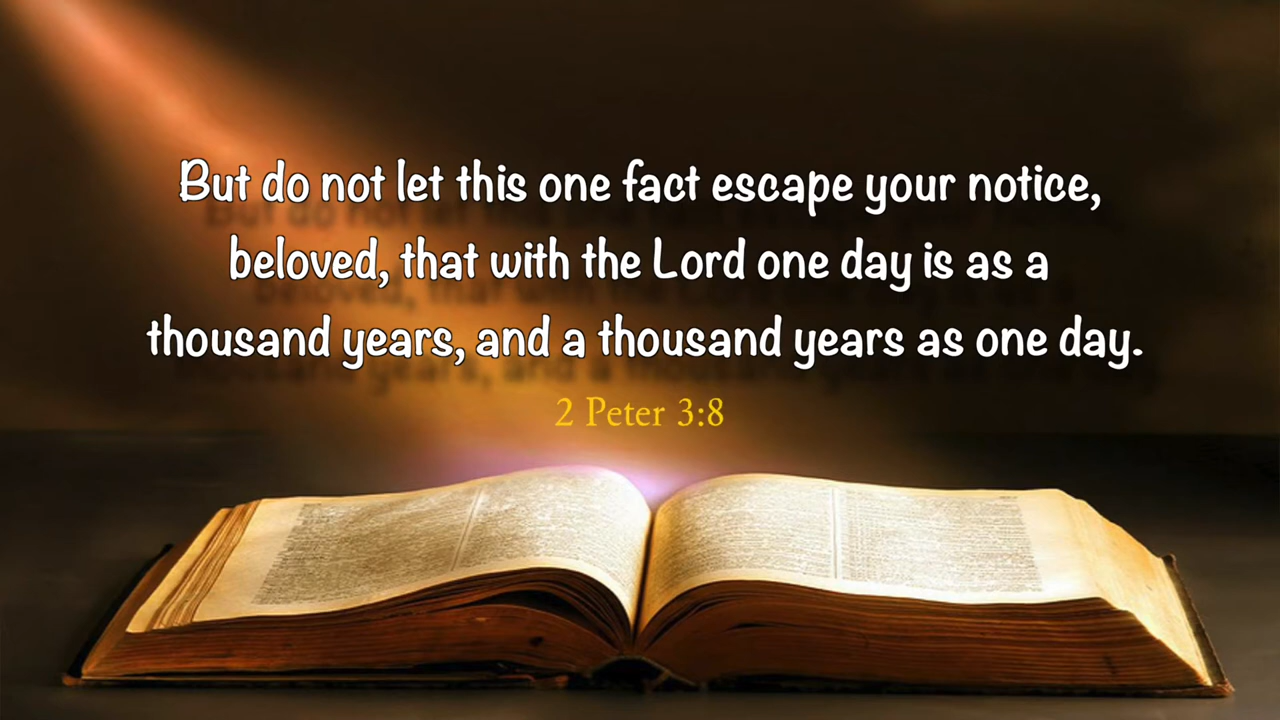 But do not let this one fact escape your notice,
beloved, that with the Lord one day is as a
thousand years, and a thousand years as one day.
2 Peter 3:8